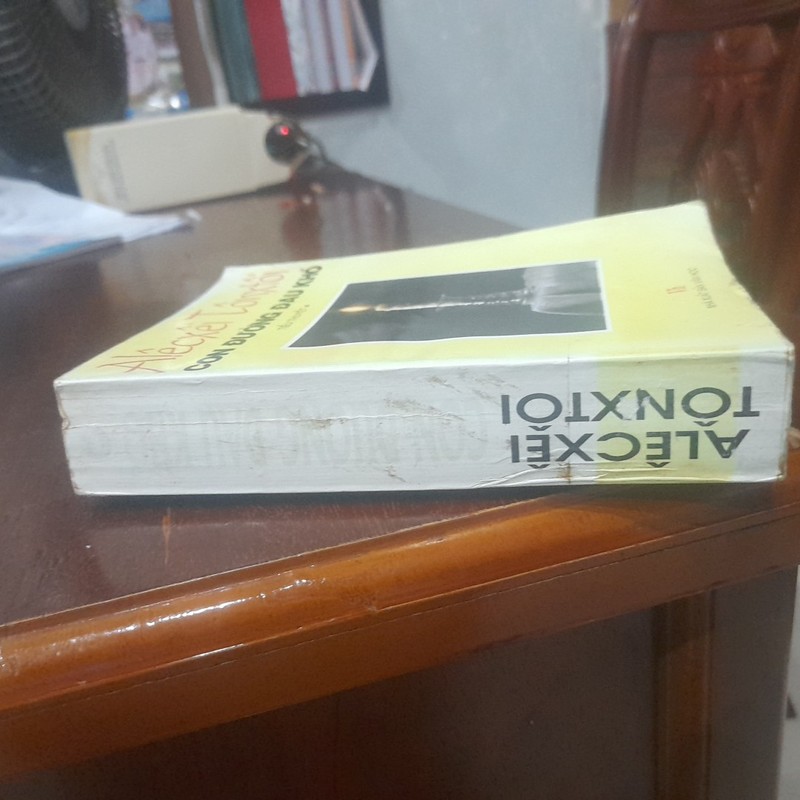 Alêcxêi Tônxtôi
CON ĐƯỜNG ĐAU KHỔ
ALÊCXÊI
TÔNXTÔI